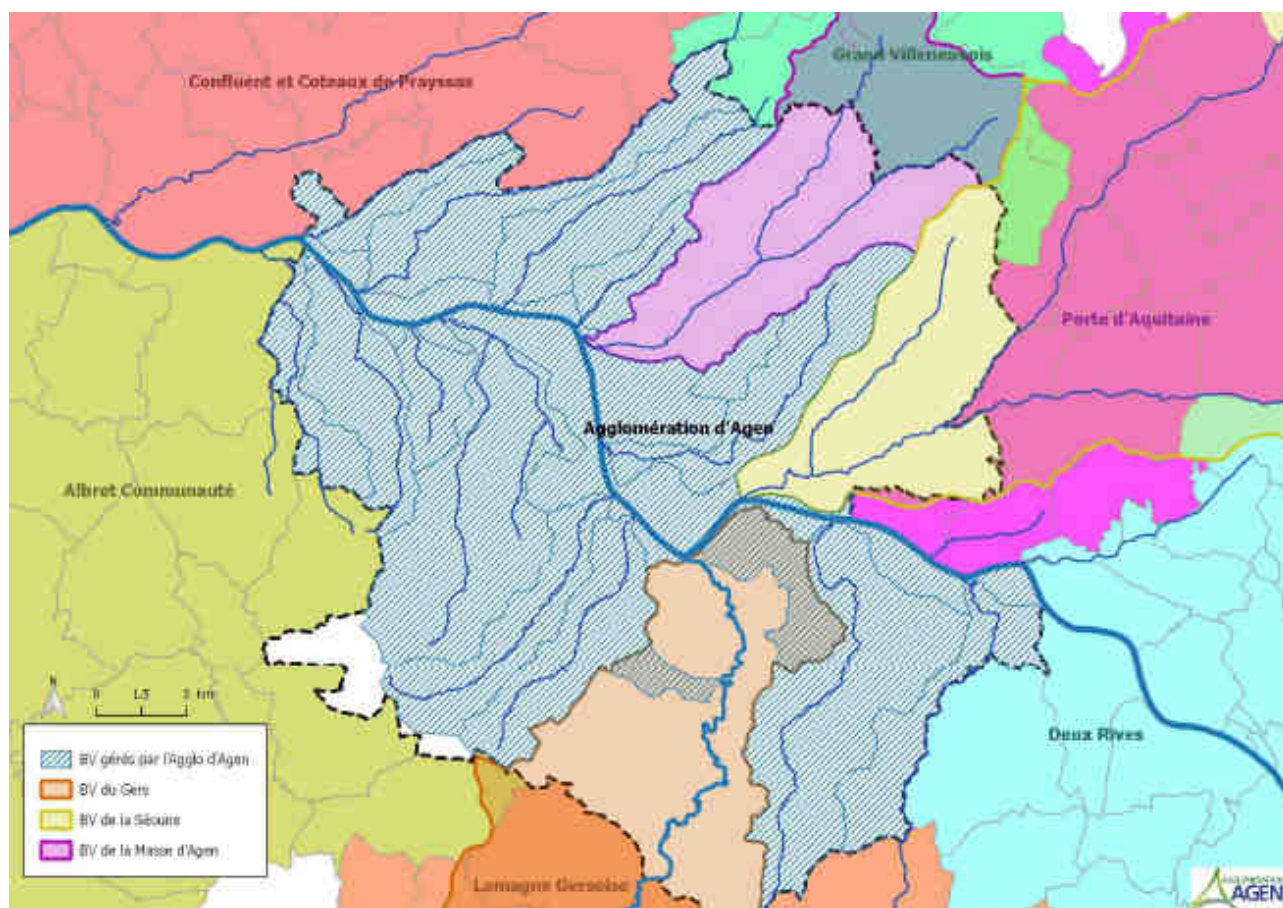 Grand Villeneuvois
Confluent et Coteaux de Prayssas
Porte d'Aquitaine
Agglomération d'Agen
Albret Communauté
N
0 1.5 3 km
Deux Rives
BV gérés par l'Agglo d'Agen
BV du Gers
BV de la Séoune
BV de la Masse d'Agen
Lomagne Gersoise
AGGLOMÉRATION
AGEN